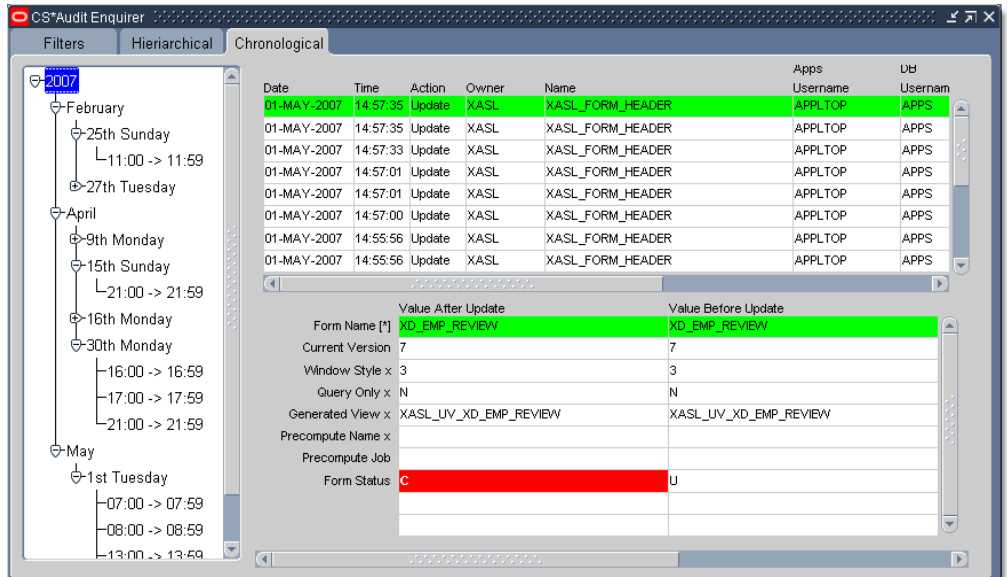 CS*Audit Enquirer
Filters Hieriarchical Chronological
2007
February
25th Sunday
11:00 -> 11:59
27th Tuesday
April
9th Monday
15th Sunday
21:00 -> 21:59
16th Monday
30th Monday
16:00 -> 16:59
17:00 -> 17:59
21:00 -> 21:59
May
1st Tuesday
07:00 -> 07:59
08:00 -> 08:59
13:00 -> 13:59
Apps DB
Date Time Action Owner Name Username Usernam
01-MAY-2007 14:57:35 Update XASL XASL_FORM_HEADER APPLTOP APPS
01-MAY-2007 14:57:35 Update XASL XASL_FORM_HEADER APPLTOP APPS
01-MAY-2007 14:57:33 Update XASL XASL_FORM_HEADER APPLTOP APPS
01-MAY-2007 14:57:01 Update XASL XASL_FORM_HEADER APPLTOP APPS
01-MAY-2007 14:57:01 Update XASL XASL_FORM_HEADER APPLTOP APPS
01-MAY-2007 14:57:00 Update XASL XASL_FORM_HEADER APPLTOP APPS
01-MAY-2007 14:55:56 Update XASL XASL_FORM_HEADER APPLTOP APPS
01-MAY-2007 14:55:56 Update XASL XASL_FORM_HEADER APPLTOP APPS
Value After Update Value Before Update
Form Name [*] XD_EMP_REVIEW XD_EMP_REVIEW
Current Version 7 7
Window Style x 3 3
Query Only x N N
Generated View x XASL_UV_XD_EMP_REVIEW XASL_UV_XD_EMP_REVIEW
Precompute Name x
Precompute Job
Form Status C U